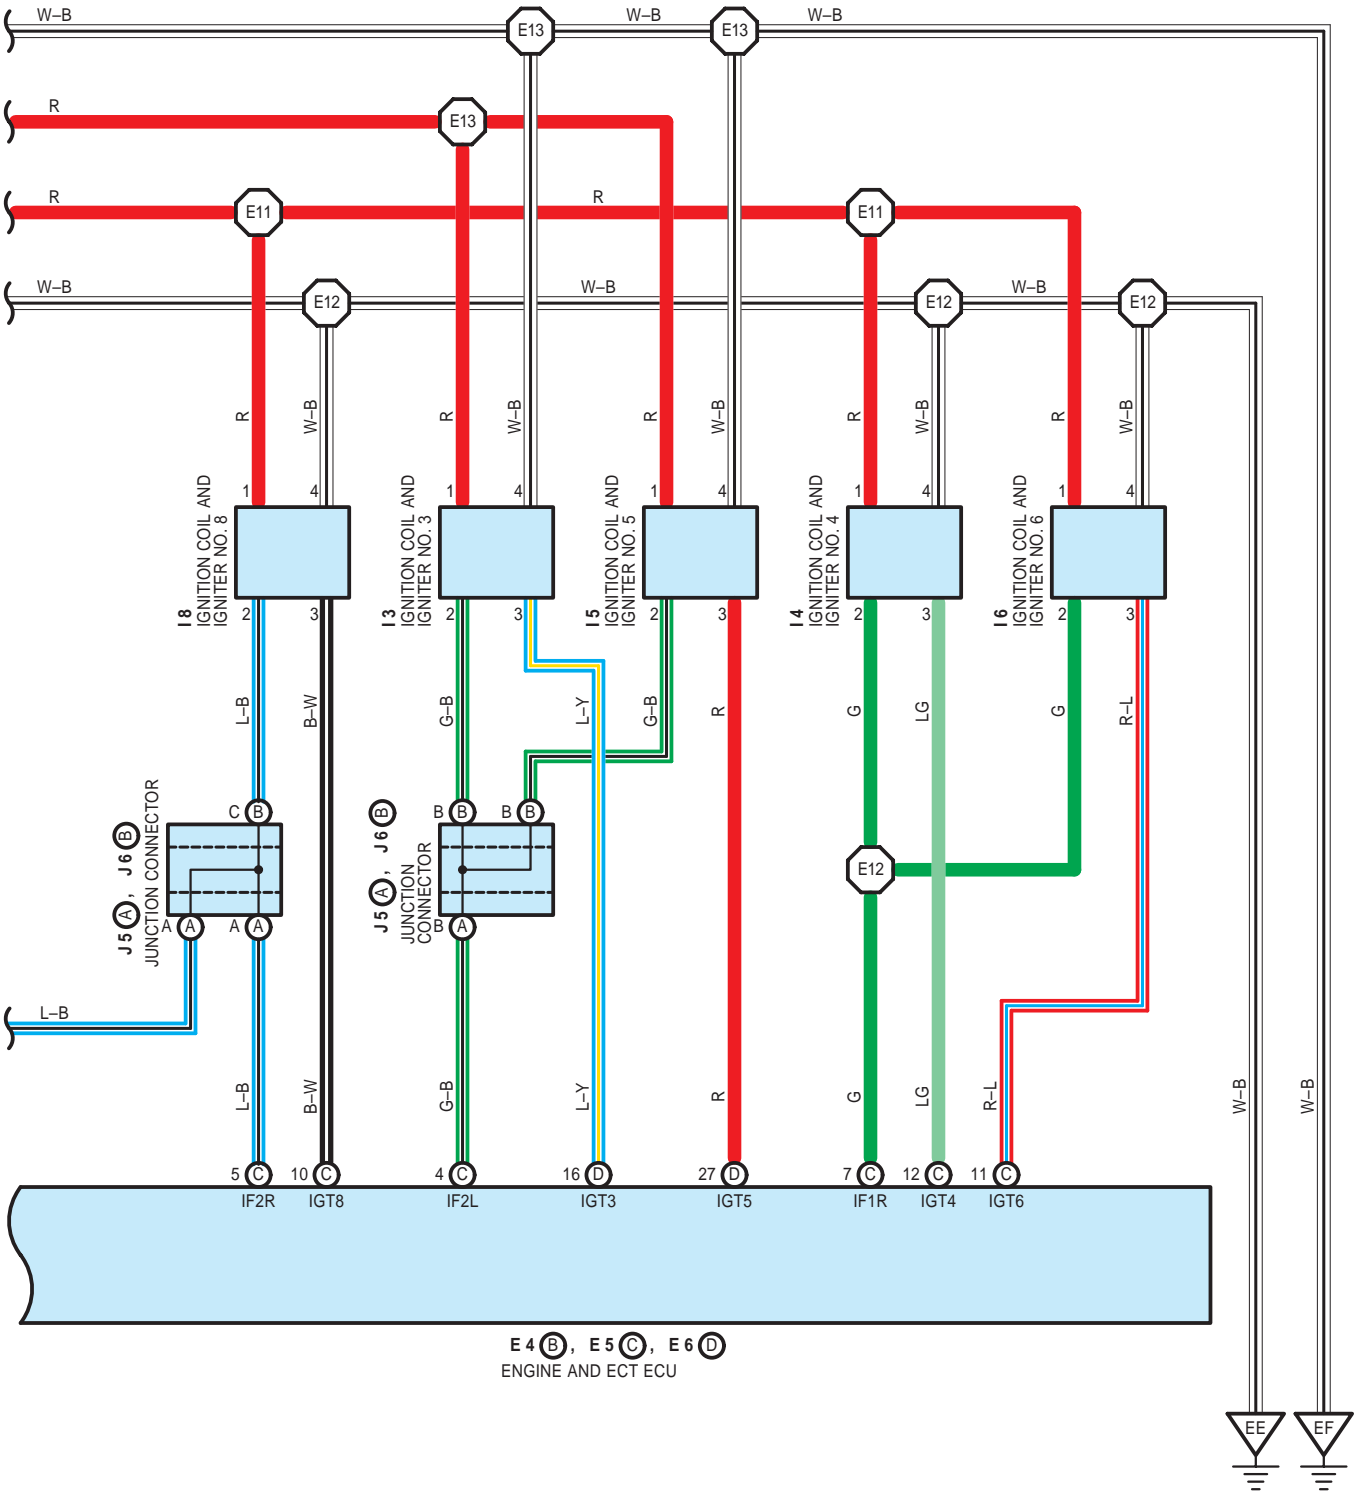 W–B
W–B
W–B
E13
E13
R
E13
R
R
E11
E11
W–B
W–B
W–B
E12
E12
E12
R
W–B
R
W–B
R
W–B
R
W–B
R
W–B
1
4
1
4
1
4
1
4
1
4
I 8
IGNITION COIL AND
IGNITER NO. 8
I 3
IGNITION COIL AND
IGNITER NO. 3
I 5
IGNITION COIL AND
IGNITER NO. 5
I 4
IGNITION COIL AND
IGNITER NO. 4
I 6
IGNITION COIL AND
IGNITER NO. 6
2
3
2
3
2
3
2
3
2
3
L–B
B–W
G–B
L–Y
G–B
R
G
LG
G
R–L
C B
B B
B B
J 5 A , J 6 B
JUNCTION CONNECTOR
J 5 A , J 6 B
JUNCTION
CONNECTOR
E12
A A
A A
B A
L–B
L–B
B–W
G–B
L–Y
R
G
LG
R–L
W–B
W–B
5 C
10 C
4 C
16 D
27 D
7 C
12 C
11 C
IF2R
IGT8
IF2L
IGT3
IGT5
IF1R
IGT4
IGT6
E 4 B , E 5 C , E 6 D
ENGINE AND ECT ECU
EE
EF